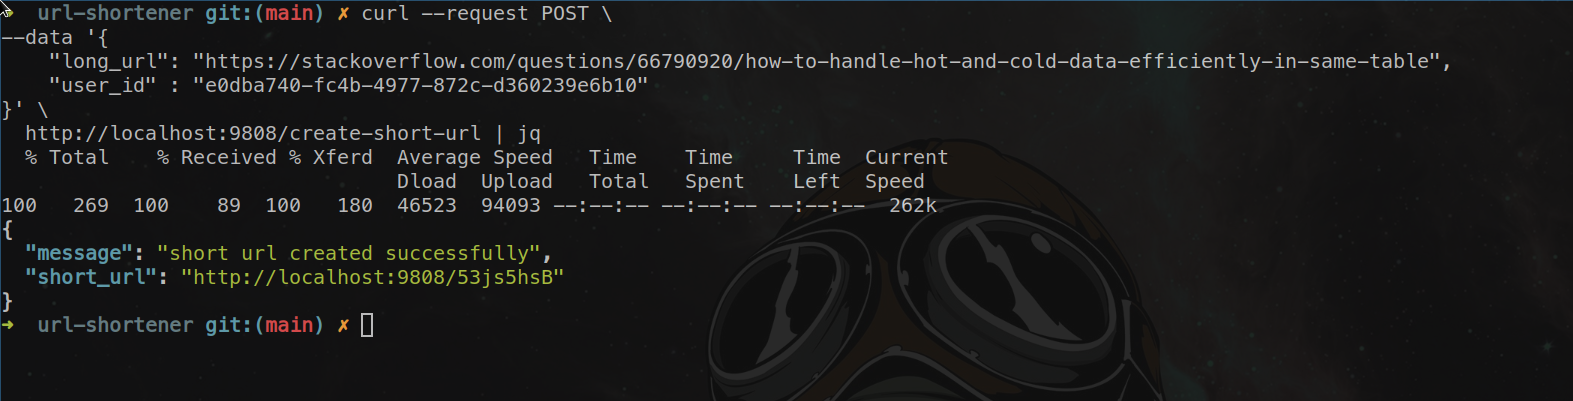 ➜  url-shortener git:(main) ✗ curl --request POST \
--data '{
    "long_url": "https://stackoverflow.com/questions/66790920/how-to-handle-hot-and-cold-data-efficiently-in-same-table",
    "user_id" : "e0dba740-fc4b-4977-872c-d360239e6b10"
}' \
  http://localhost:9808/create-short-url | jq
  % Total    % Received % Xferd  Average Speed   Time    Time     Time  Current
                                 Dload  Upload   Total   Spent    Left  Speed
100   269  100    89  100   180  46523  94093 --:--:-- --:--:-- --:--:--  262k
{
  "message": "short url created successfully",
  "short_url": "http://localhost:9808/53js5hsB"
}
➜  url-shortener git:(main) ✗